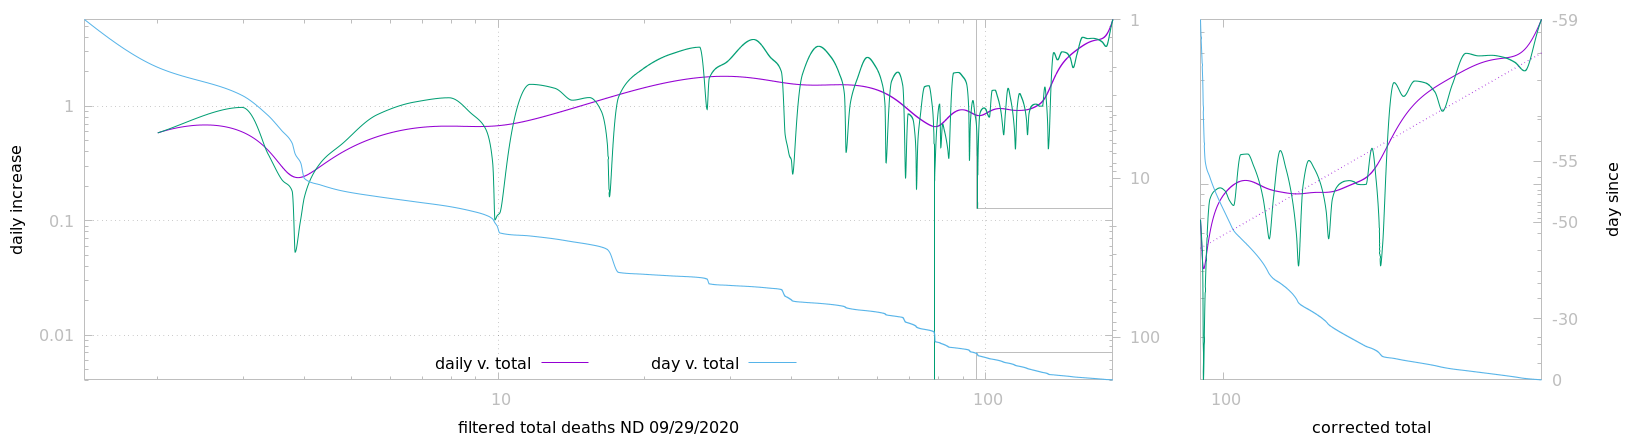 daily increase
1
0.1
0.01
10
100
1
10
100
daily v. total
day v. total
filtered total deaths ND 09/29/2020
-59
-55
-50
-30
0
day since
100
corrected total